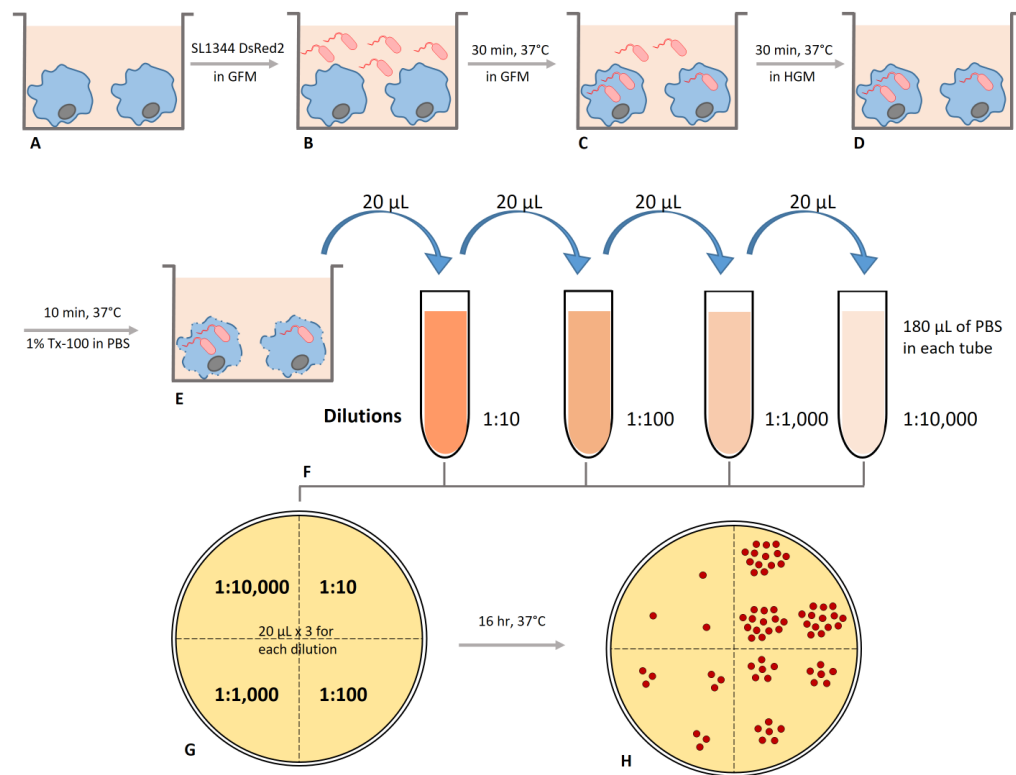 SL1344 DsRed2
in GFM
30 min, 37°C
in GFM
30 min, 37°C
in HGM
A
B
C
D
20 µL
20 µL
20 µL
20 µL
10 min, 37°C
1% Tx-100 in PBS
180 µL of PBS
in each tube
E
Dilutions
1:10
1:100
1:1,000
1:10,000
F
1:10,000
1:10
20 µL x 3 for
each dilution
1:1,000
1:100
16 hr, 37°C
G
H